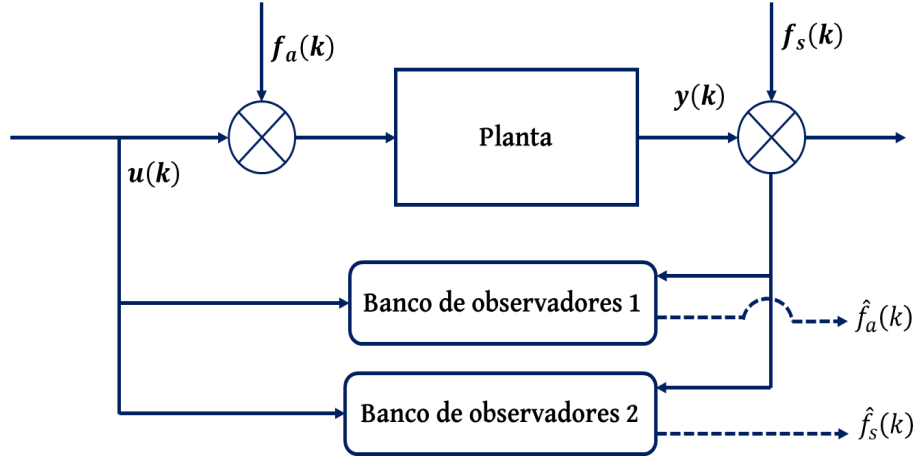 f_a(k)
f_s(k)
y(k)
Planta
u(k)
Banco de observadores 1
f̂_a(k)
Banco de observadores 2
f̂_s(k)